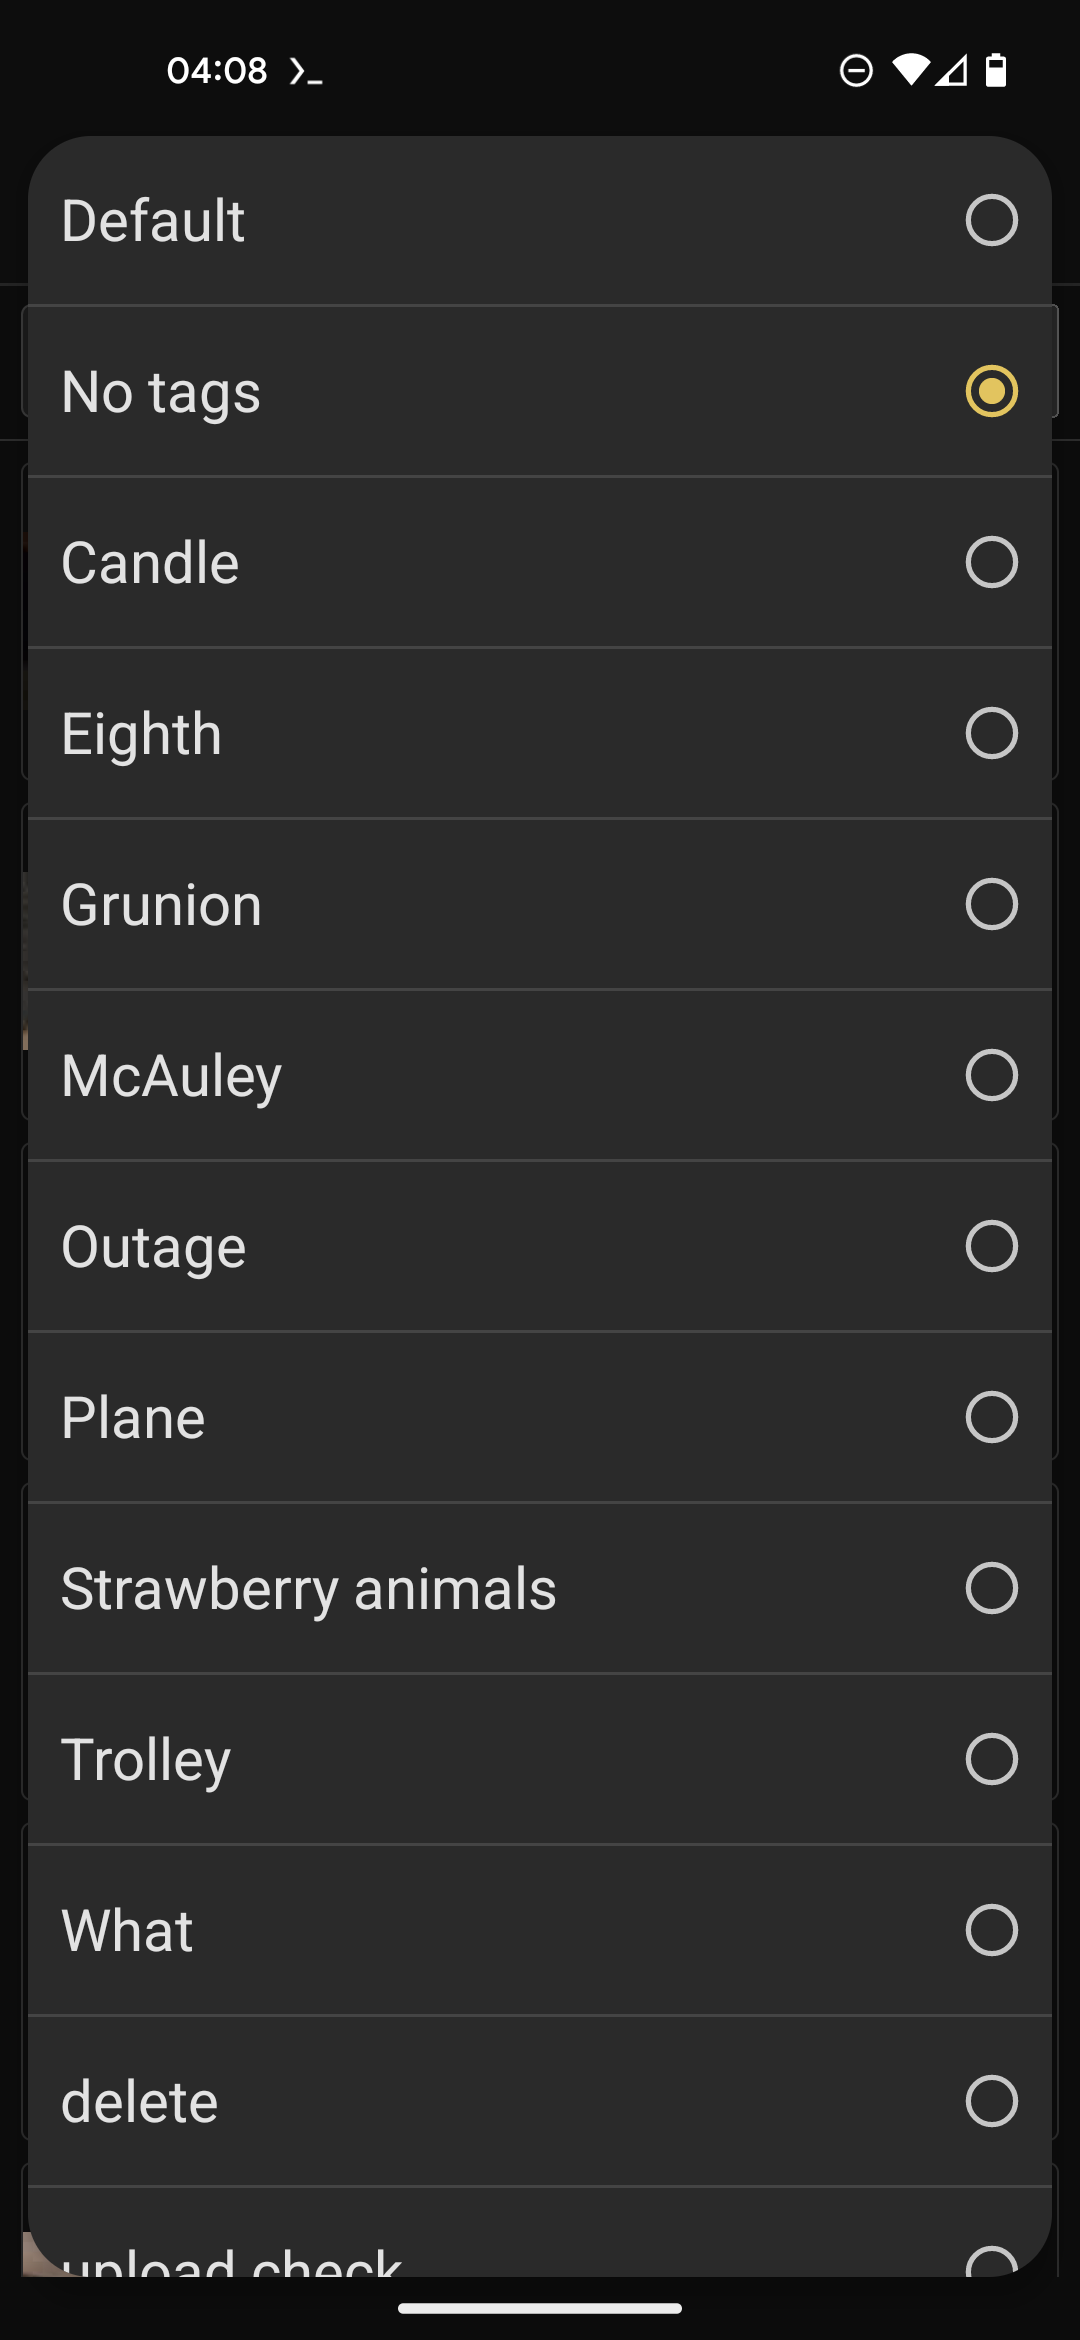 04:08
Default
No tags
Candle
Eighth
Grunion
McAuley
Outage
Plane
Strawberry animals
Trolley
What
delete
upload check